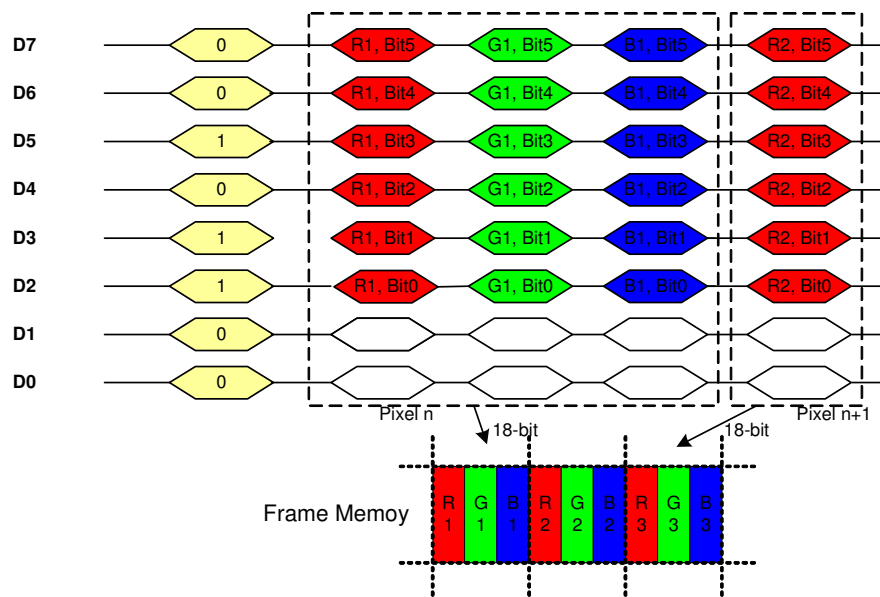 D7 0 R1, Bit5 G1, Bit5 B1, Bit5 R2, Bit5
D6 0 R1, Bit4 G1, Bit4 B1, Bit4 R2, Bit4
D5 1 R1, Bit3 G1, Bit3 B1, Bit3 R2, Bit3
D4 0 R1, Bit2 G1, Bit2 B1, Bit2 R2, Bit2
D3 1 R1, Bit1 G1, Bit1 B1, Bit1 R2, Bit1
D2 1 R1, Bit0 G1, Bit0 B1, Bit0 R2, Bit0
D1 0
D0 0
Pixel n Pixel n+1
18-bit 18-bit
Frame Memoy
R G B R G B R G B
1 1 1 2 2 2 3 3 3